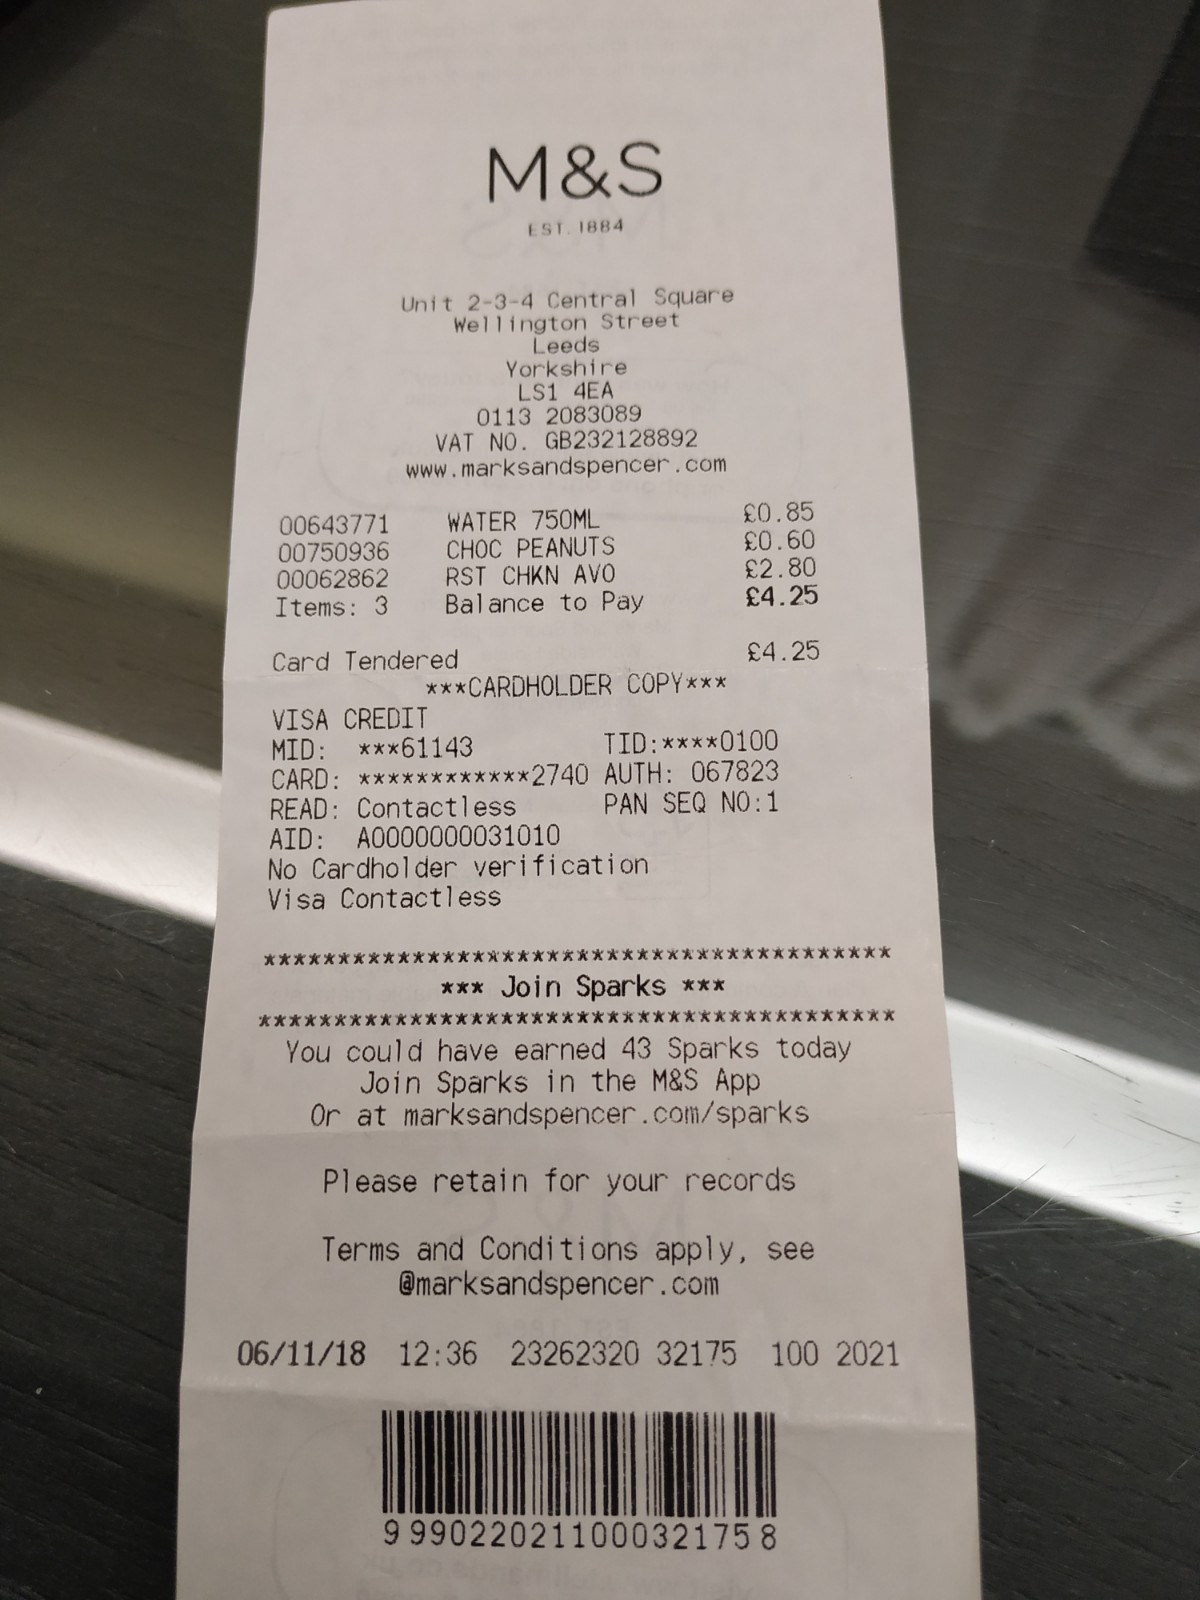 M&S
EST. 1884
Unit 2-3-4 Central Square
Wellington Street
Leeds
Yorkshire
LS1 4EA
0113 2083089
VAT NO. GB232128892
www.marksandspencer.com
00643771 WATER 750ML £0.85
00750936 CHOC PEANUTS £0.60
00062862 RST CHKN AVO £2.80
Items: 3 Balance to Pay £4.25
Card Tendered £4.25
***CARDHOLDER COPY***
VISA CREDIT
MID: ***61143 TID:****0100
CARD: ************2740 AUTH: 067823
READ: Contactless PAN SEQ NO:1
AID: A0000000031010
No Cardholder verification
Visa Contactless
******************************************
*** Join Sparks ***
******************************************
You could have earned 43 Sparks today
Join Sparks in the M&S App
Or at marksandspencer.com/sparks
Please retain for your records
Terms and Conditions apply, see
@marksandspencer.com
06/11/18 12:36 23262320 32175 100 2021
9 990220211000321758